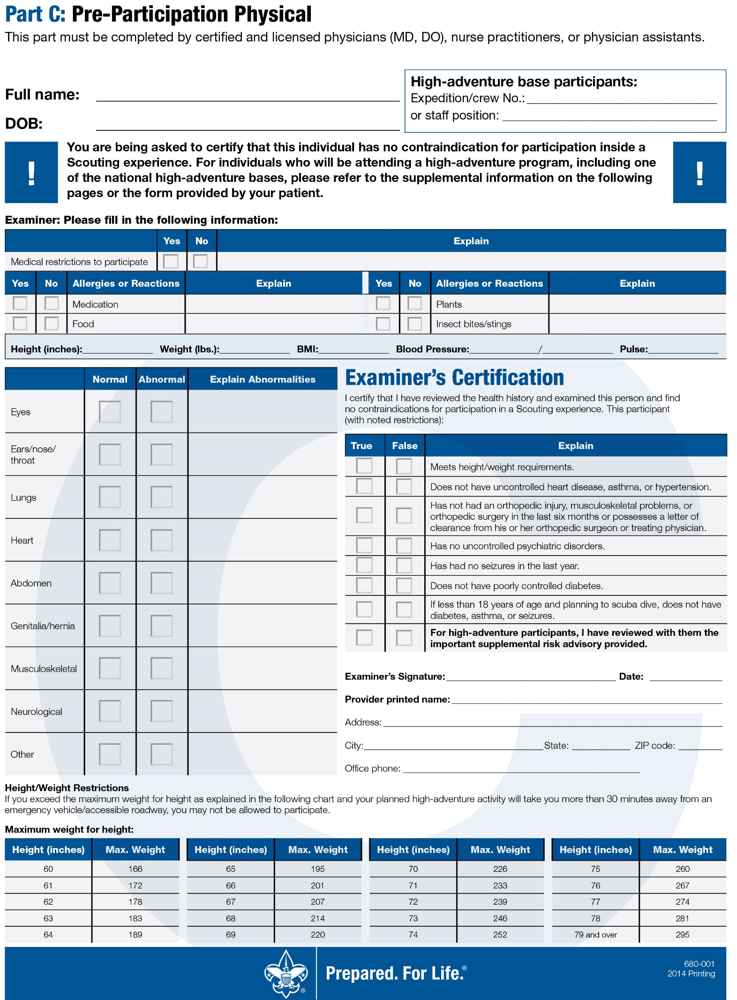 Part C: Pre-Participation Physical
This part must be completed by certified and licensed physicians (MD, DO), nurse practitioners, or physician assistants.
Full name:
DOB:
High-adventure base participants:
Expedition/crew No.:
or staff position:
!
You are being asked to certify that this individual has no contraindication for participation inside a
Scouting experience. For individuals who will be attending a high-adventure program, including one
of the national high-adventure bases, please refer to the supplemental information on the following
pages or the form provided by your patient.
!
Examiner: Please fill in the following information:
Yes No Explain
Medical restrictions to participate
Yes No Allergies or Reactions Explain Yes No Allergies or Reactions Explain
Medication Plants
Food Insect bites/stings
Height (inches): Weight (lbs.): BMI: Blood Pressure: / Pulse:
Normal Abnormal Explain Abnormalities
Eyes
Ears/nose/
throat
Lungs
Heart
Abdomen
Genitalia/hernia
Musculoskeletal
Neurological
Other
Examiner's Certification
I certify that I have reviewed the health history and examined this person and find
no contraindications for participation in a Scouting experience. This participant
(with noted restrictions):
True False Explain
Meets height/weight requirements.
Does not have uncontrolled heart disease, asthma, or hypertension.
Has not had an orthopedic injury, musculoskeletal problems, or
orthopedic surgery in the last six months or possesses a letter of
clearance from his or her orthopedic surgeon or treating physician.
Has no uncontrolled psychiatric disorders.
Has had no seizures in the last year.
Does not have poorly controlled diabetes.
If less than 18 years of age and planning to scuba dive, does not have
diabetes, asthma, or seizures.
For high-adventure participants, I have reviewed with them the
important supplemental risk advisory provided.
Examiner's Signature: Date:
Provider printed name:
Address:
City: State: ZIP code:
Office phone:
Height/Weight Restrictions
If you exceed the maximum weight for height as explained in the following chart and your planned high-adventure activity will take you more than 30 minutes away from an
emergency vehicle/accessible roadway, you may not be allowed to participate.
Maximum weight for height:
Height (inches) Max. Weight Height (inches) Max. Weight Height (inches) Max. Weight Height (inches) Max. Weight
60 166 65 195 70 226 75 260
61 172 66 201 71 233 76 267
62 178 67 207 72 239 77 274
63 183 68 214 73 246 78 281
64 189 69 220 74 252 79 and over 295
® Prepared. For Life.®
680-001
2014 Printing